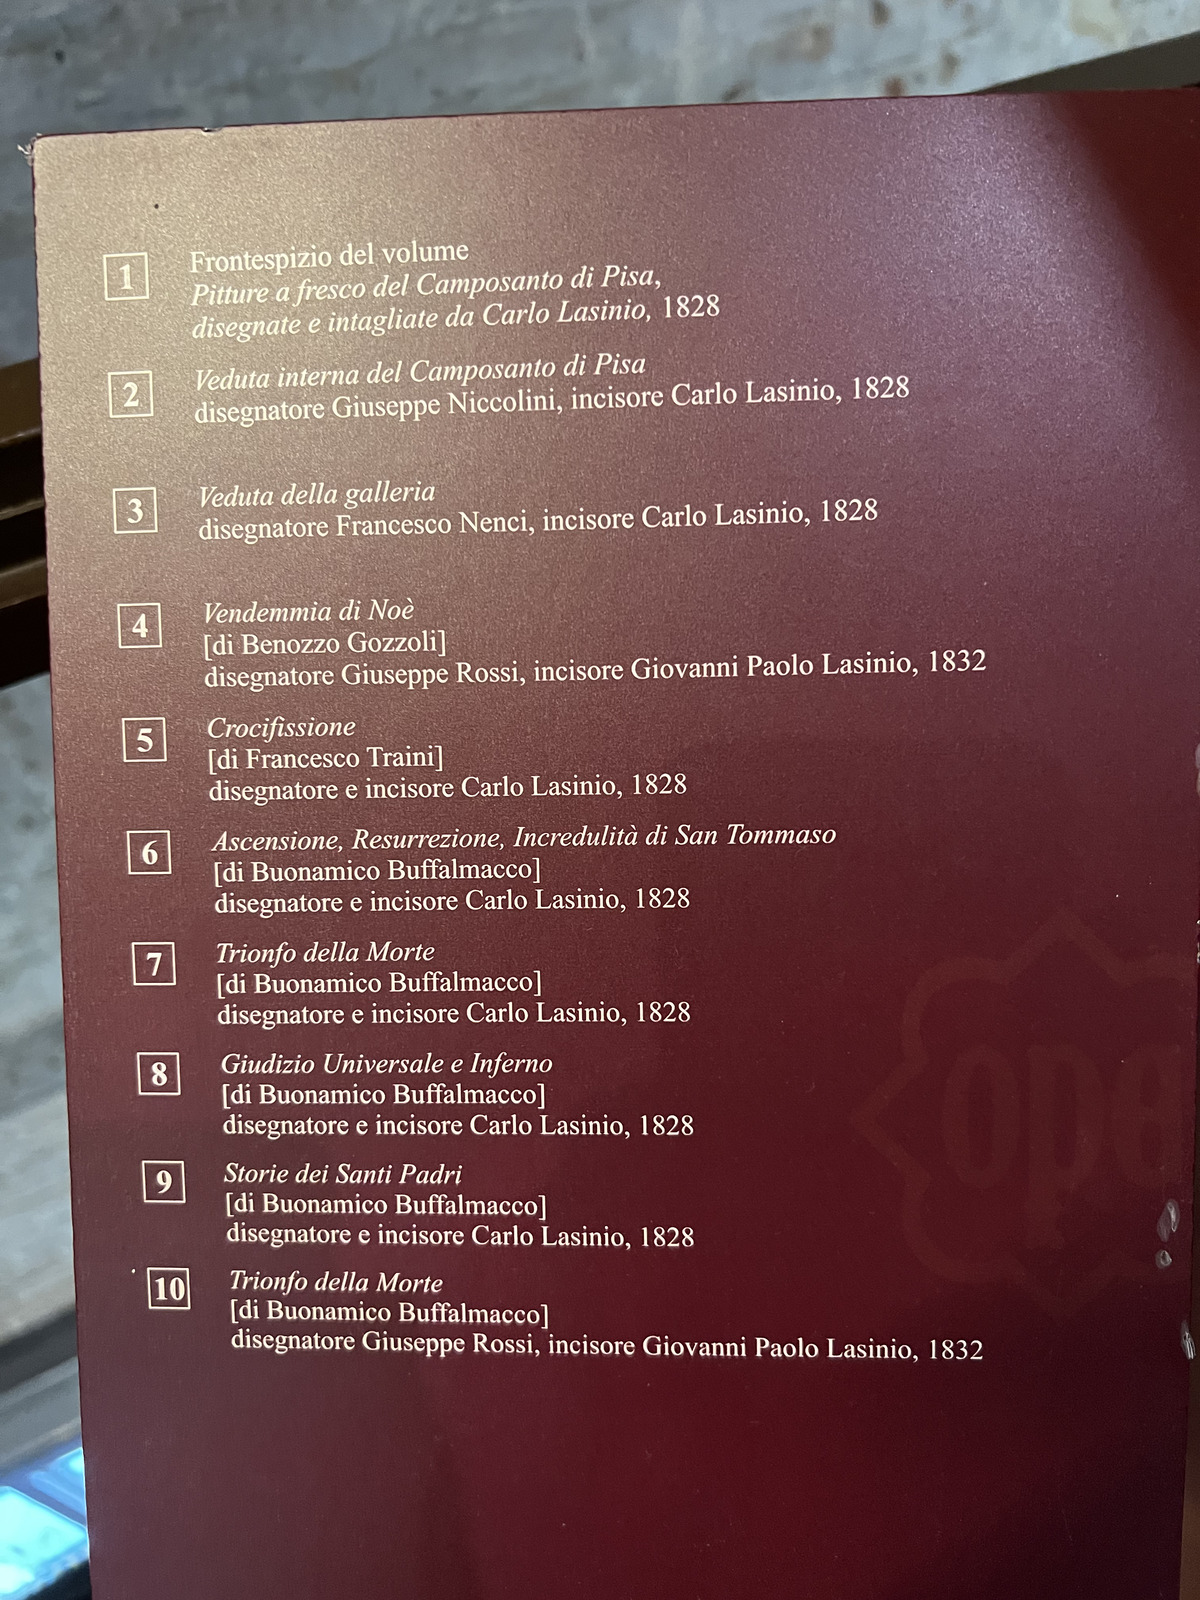 1
Frontespizio del volume
Pitture a fresco del Camposanto di Pisa,
disegnate e intagliate da Carlo Lasinio, 1828
2
Veduta interna del Camposanto di Pisa
disegnatore Giuseppe Niccolini, incisore Carlo Lasinio, 1828
3
Veduta della galleria
disegnatore Francesco Nenci, incisore Carlo Lasinio, 1828
4
Vendemmia di Noè
[di Benozzo Gozzoli]
disegnatore Giuseppe Rossi, incisore Giovanni Paolo Lasinio, 1832
5
Crocifissione
[di Francesco Traini]
disegnatore e incisore Carlo Lasinio, 1828
6
Ascensione, Resurrezione, Incredulità di San Tommaso
[di Buonamico Buffalmacco]
disegnatore e incisore Carlo Lasinio, 1828
7
Trionfo della Morte
[di Buonamico Buffalmacco]
disegnatore e incisore Carlo Lasinio, 1828
8
Giudizio Universale e Inferno
[di Buonamico Buffalmacco]
disegnatore e incisore Carlo Lasinio, 1828
9
Storie dei Santi Padri
[di Buonamico Buffalmacco]
disegnatore e incisore Carlo Lasinio, 1828
10
Trionfo della Morte
[di Buonamico Buffalmacco]
disegnatore Giuseppe Rossi, incisore Giovanni Paolo Lasinio, 1832
opa